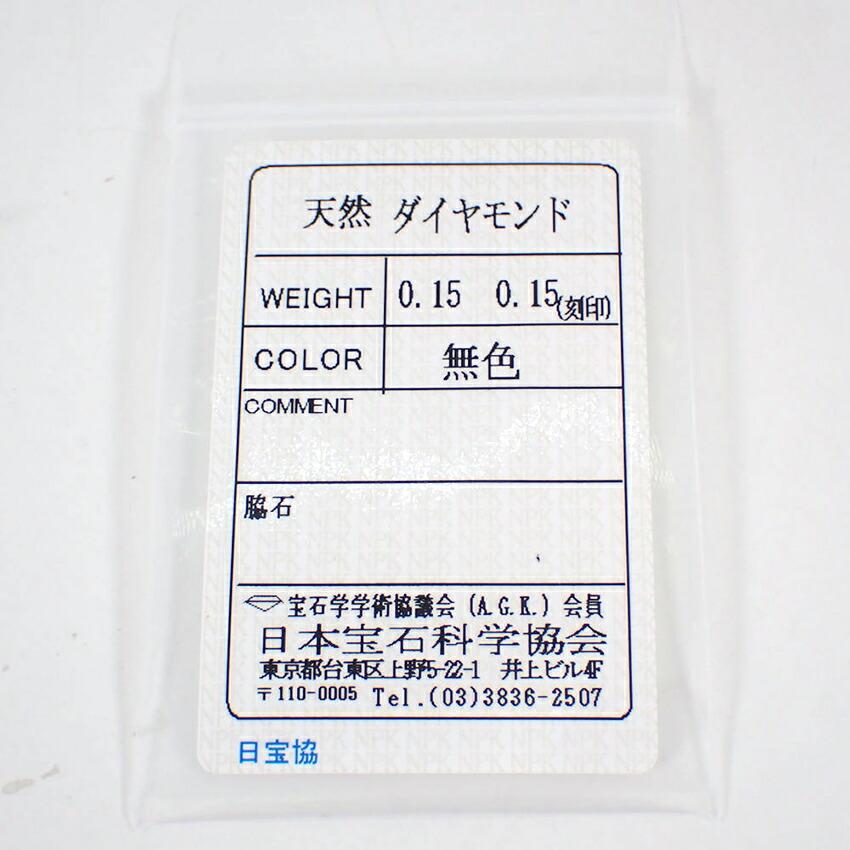 天然 ダイヤモンド
WEIGHT 0.15 0.15(刻印)
COLOR 無色
COMMENT
脇石
宝石学学術協議会(A.G.K.)会員
日本宝石科学協会
東京都台東区上野5-22-1 井上ビル4F
〒110-0005 Tel.(03)3836-2507
日宝協